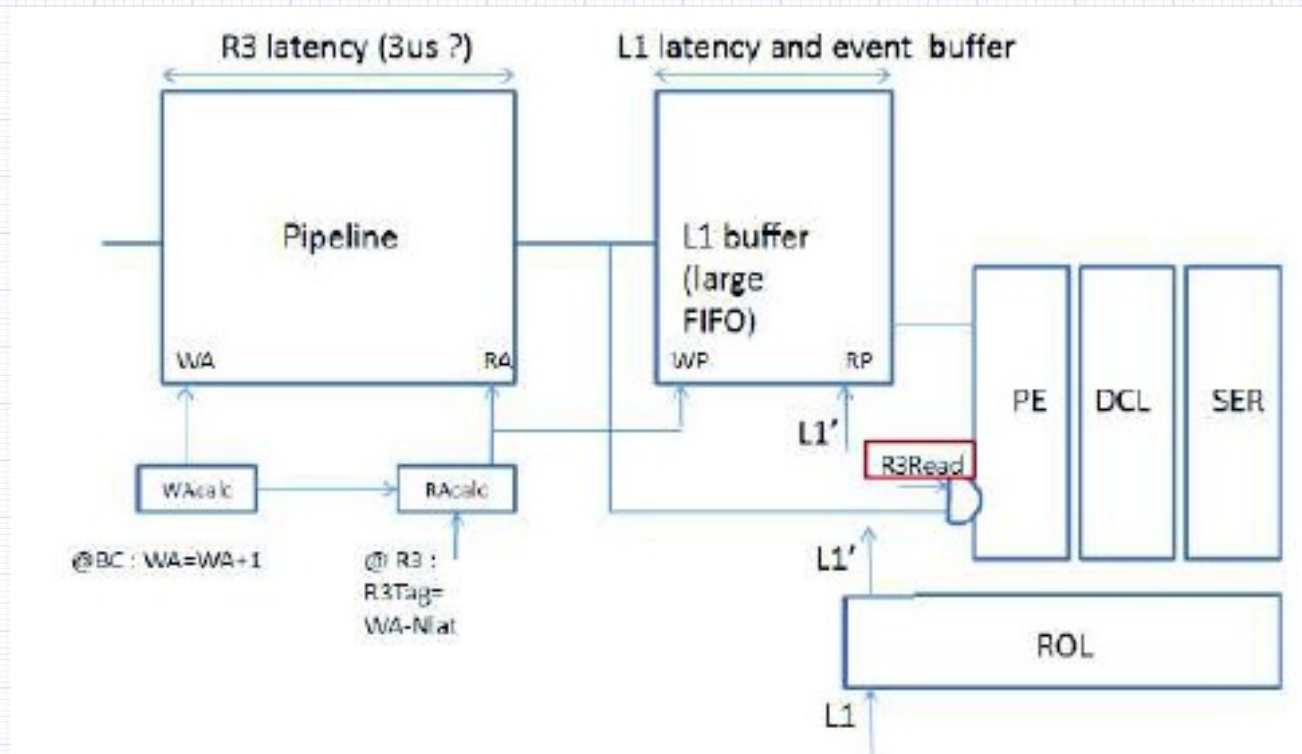 R3 latency (3us ?)
L1 latency and event buffer
Pipeline
L1 buffer
(large
FIFO)
WA
RA
WP
RP
PE
DCL
SER
L1'
R3Read
WAcalc
RAcalc
@BC : WA=WA+1
@ R3 :
R3Tag=
WA-Nlat
L1'
ROL
L1